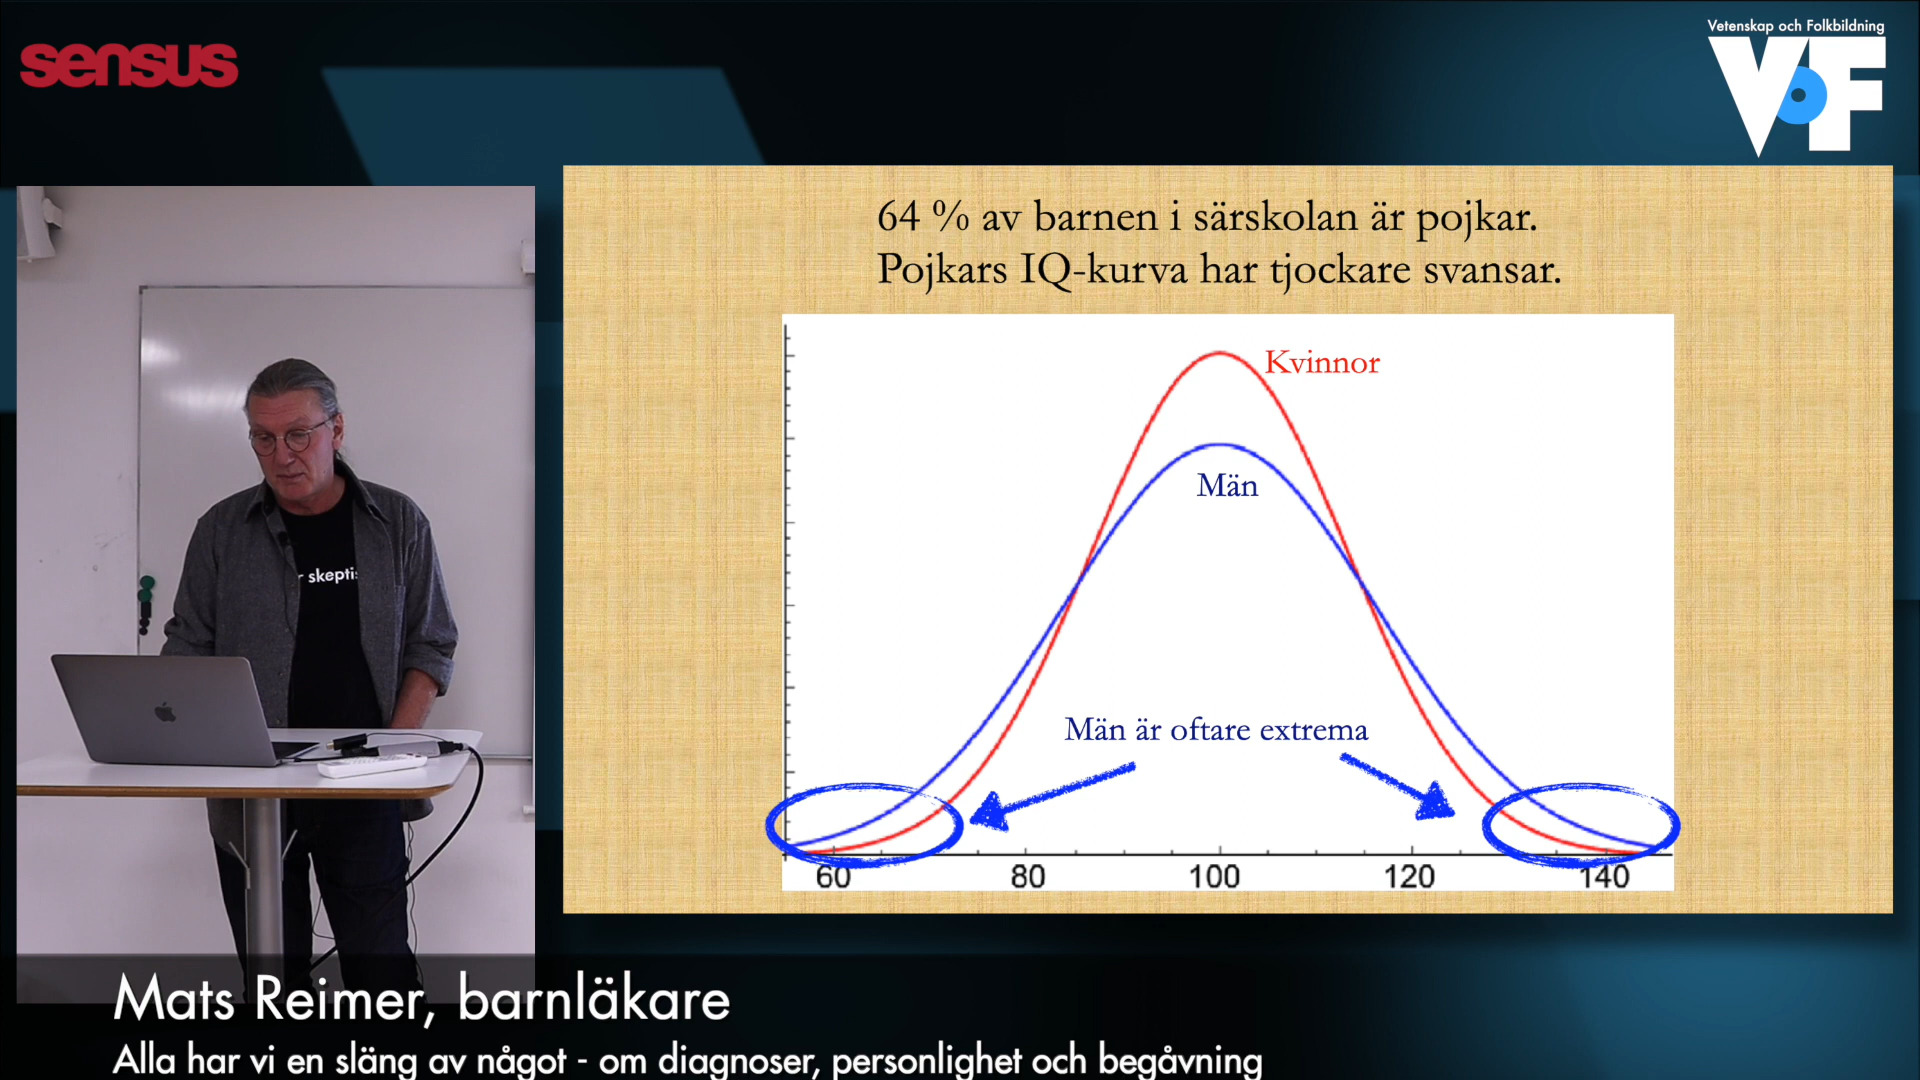 sensus
Vetenskap och Folkbildning
VoF
64 % av barnen i särskolan är pojkar.
Pojkars IQ-kurva har tjockare svansar.
Kvinnor
Män
Män är oftare extrema
60 80 100 120 140
r skepti
Mats Reimer, barnläkare
Alla har vi en släng av något - om diagnoser, personlighet och begåvning